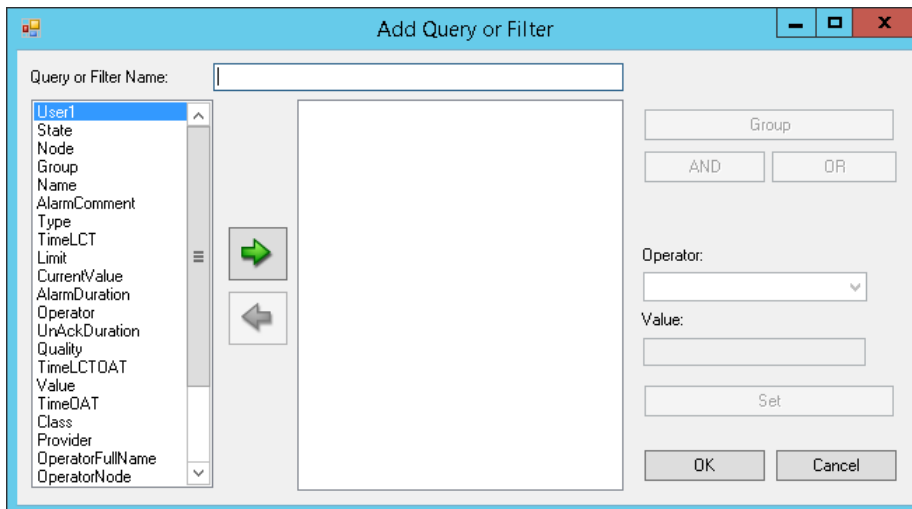 Add Query or Filter
Query or Filter Name:
User1
State
Node
Group
Name
AlarmComment
Type
TimeLCT
Limit
CurrentValue
AlarmDuration
Operator
UnAckDuration
Quality
TimeLCTOAT
Value
TimeOAT
Class
Provider
OperatorFullName
OperatorNode
Group
AND OR
Operator:
Value:
Set
OK Cancel